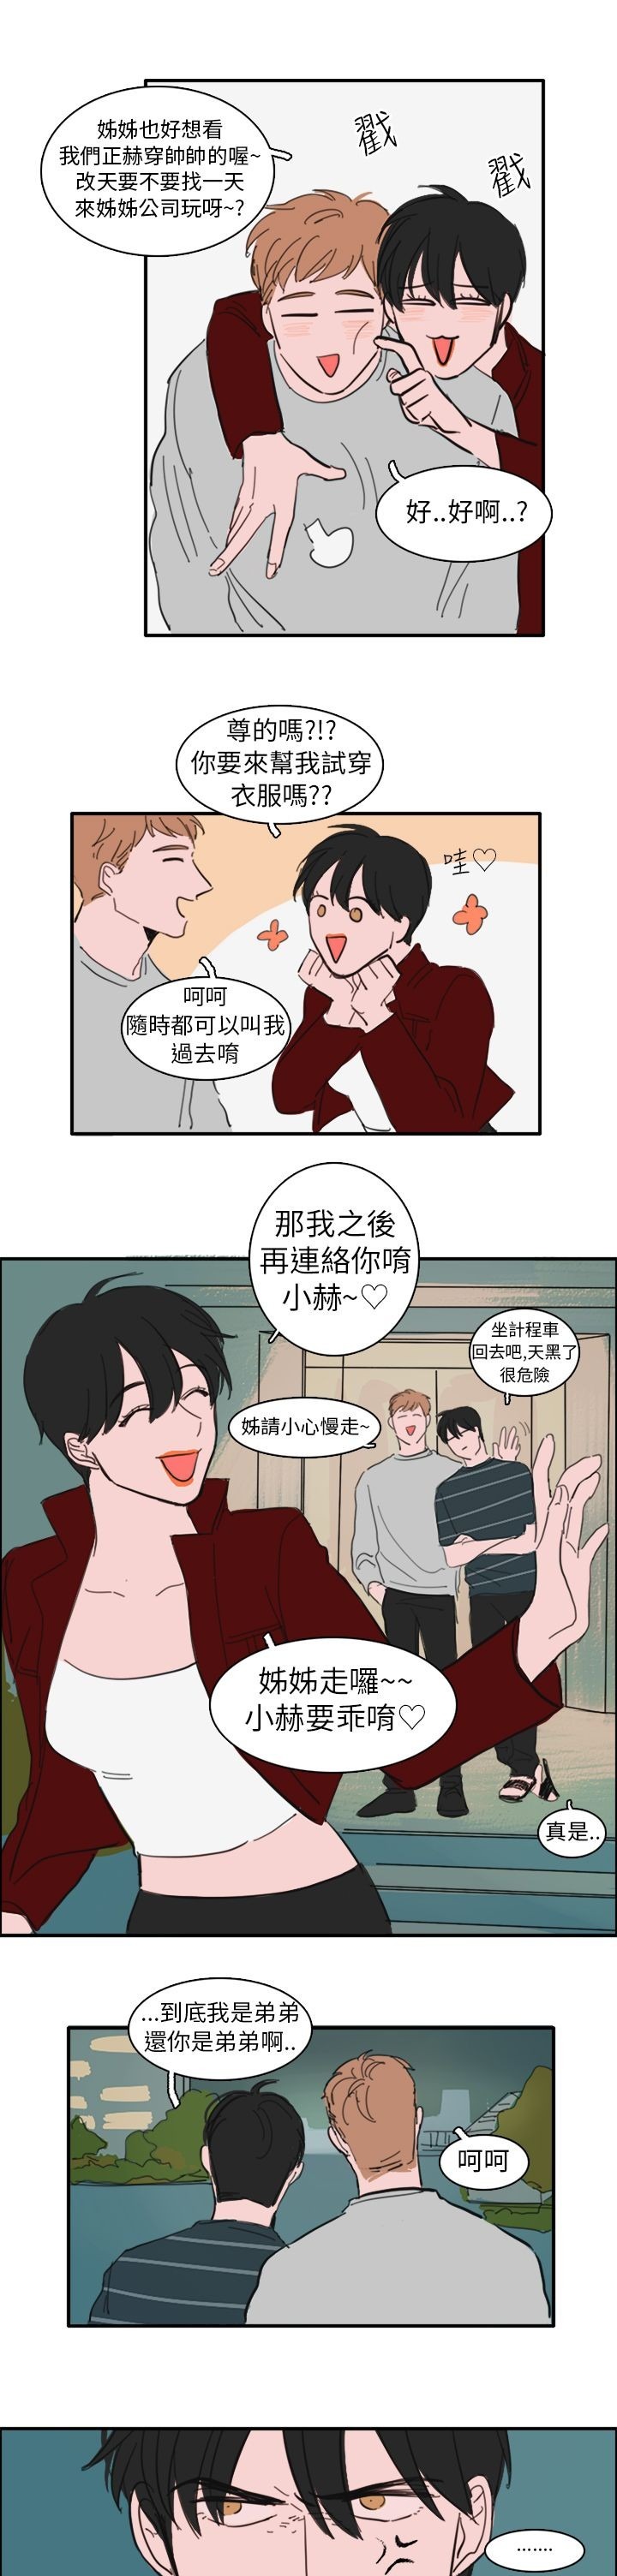 姊姊也好想看
我們正赫穿帥帥的喔~
改天要不要找一天
來姊姊公司玩呀~?
戳
戳
好..好啊..?
尊的嗎?!?
你要來幫我試穿
衣服嗎??
哇♡
呵呵
隨時都可以叫我
過去唷
那我之後
再連絡你唷
小赫~♡
坐計程車
回去吧,天黑了
很危險
姊請小心慢走~
姊姊走囉~~
小赫要乖唷♡
真是..
...到底我是弟弟
還你是弟弟啊..
呵呵
.......